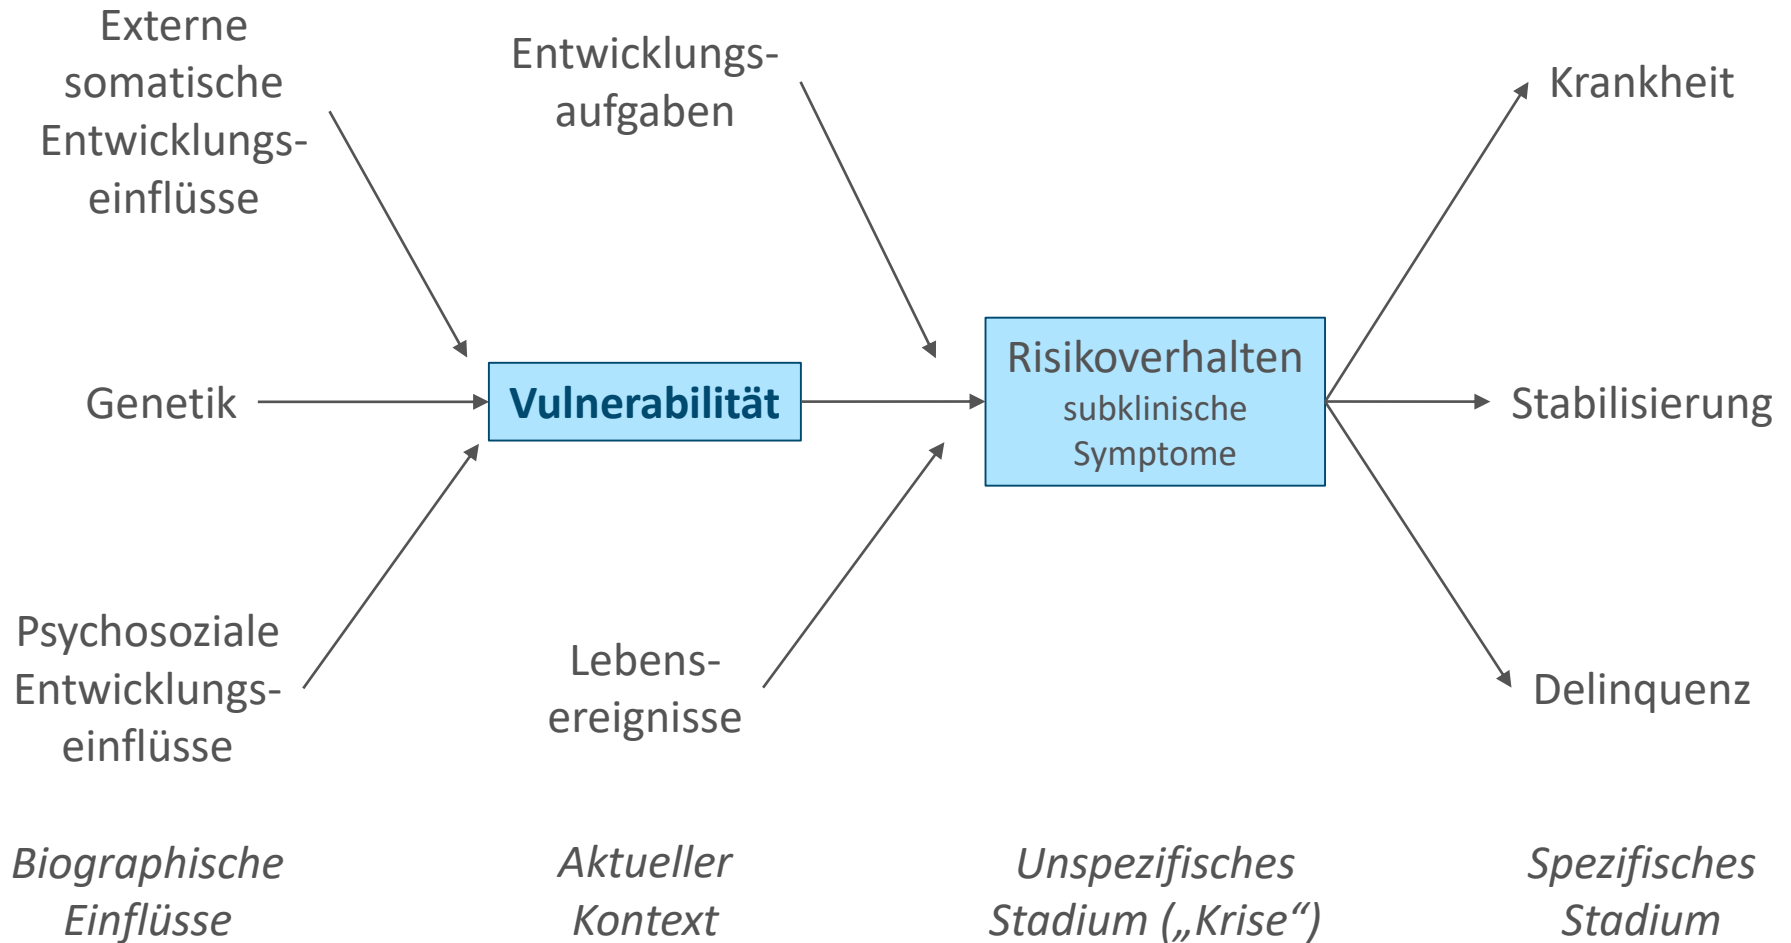 Externe
somatische
Entwicklungs-
einflüsse
Entwicklungs-
aufgaben
Krankheit
Genetik
Vulnerabilität
Risikoverhalten
subklinische
Symptome
Stabilisierung
Psychosoziale
Entwicklungs-
einflüsse
Lebens-
ereignisse
Delinquenz
Biographische
Einflüsse
Aktueller
Kontext
Unspezifisches
Stadium („Krise“)
Spezifisches
Stadium